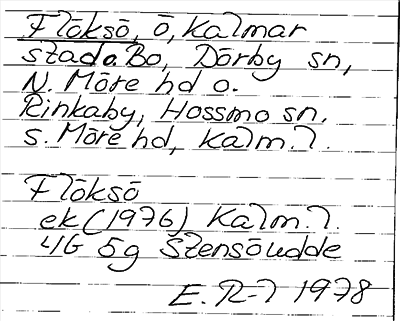 Flöksö, ö, Kalmar
stado. Bo, Dörby sn,
N. Möre hd o.
Rinkaby, Hossmo sn,
S. Möre hd, Kalm. l.
Flöksö
ek (1976) Kalm. l.
4G 5g Stensöudde
E. R-l 1978